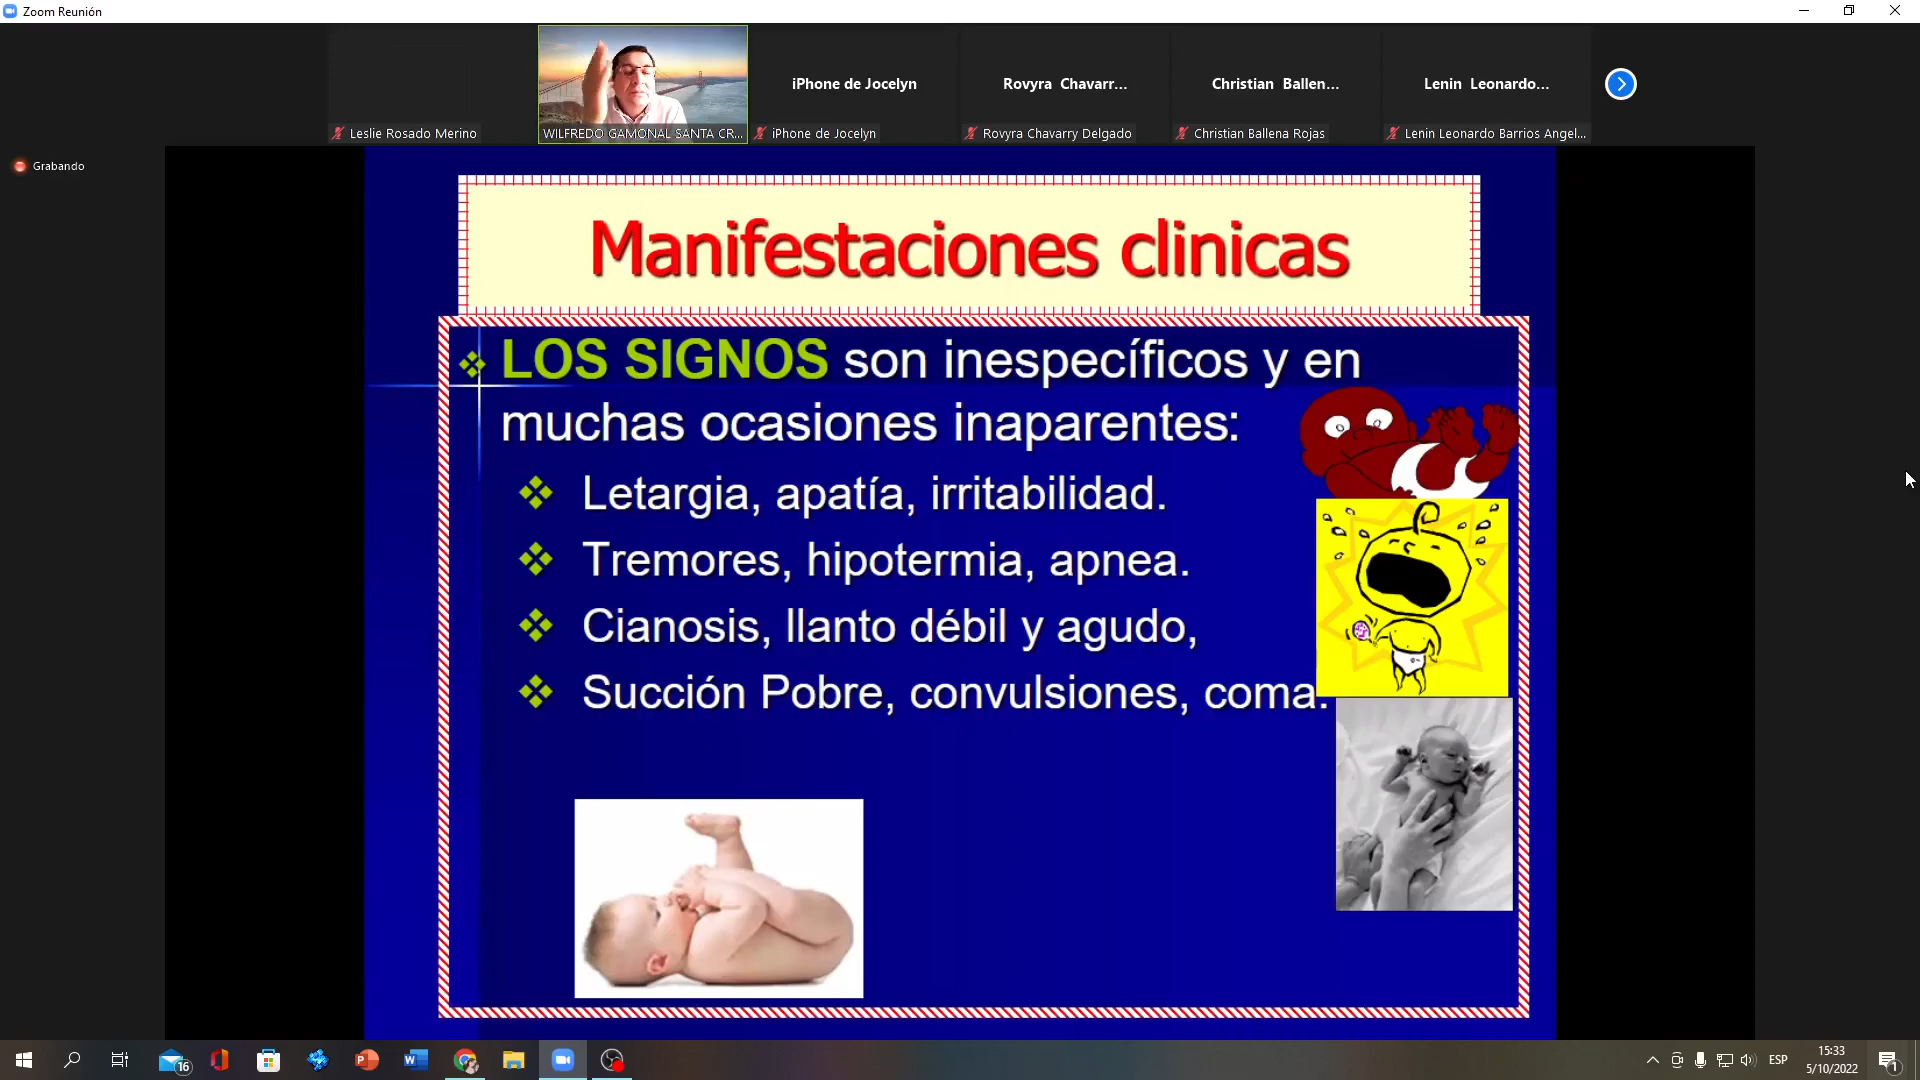 Zoom Reunión
iPhone de Jocelyn
Rovyra Chavarr...
Christian Ballen...
Lenin Leonardo...
Leslie Rosado Merino
WILFREDO GAMONAL SANTA CR...
iPhone de Jocelyn
Rovyra Chavarry Delgado
Christian Ballena Rojas
Lenin Leonardo Barrios Angel...
Grabando
Manifestaciones clinicas
LOS SIGNOS son inespecíficos y en
muchas ocasiones inaparentes:
Letargia, apatía, irritabilidad.
Tremores, hipotermia, apnea.
Cianosis, llanto débil y agudo,
Succión Pobre, convulsiones, coma.
16
ESP
15:33
5/10/2022
1